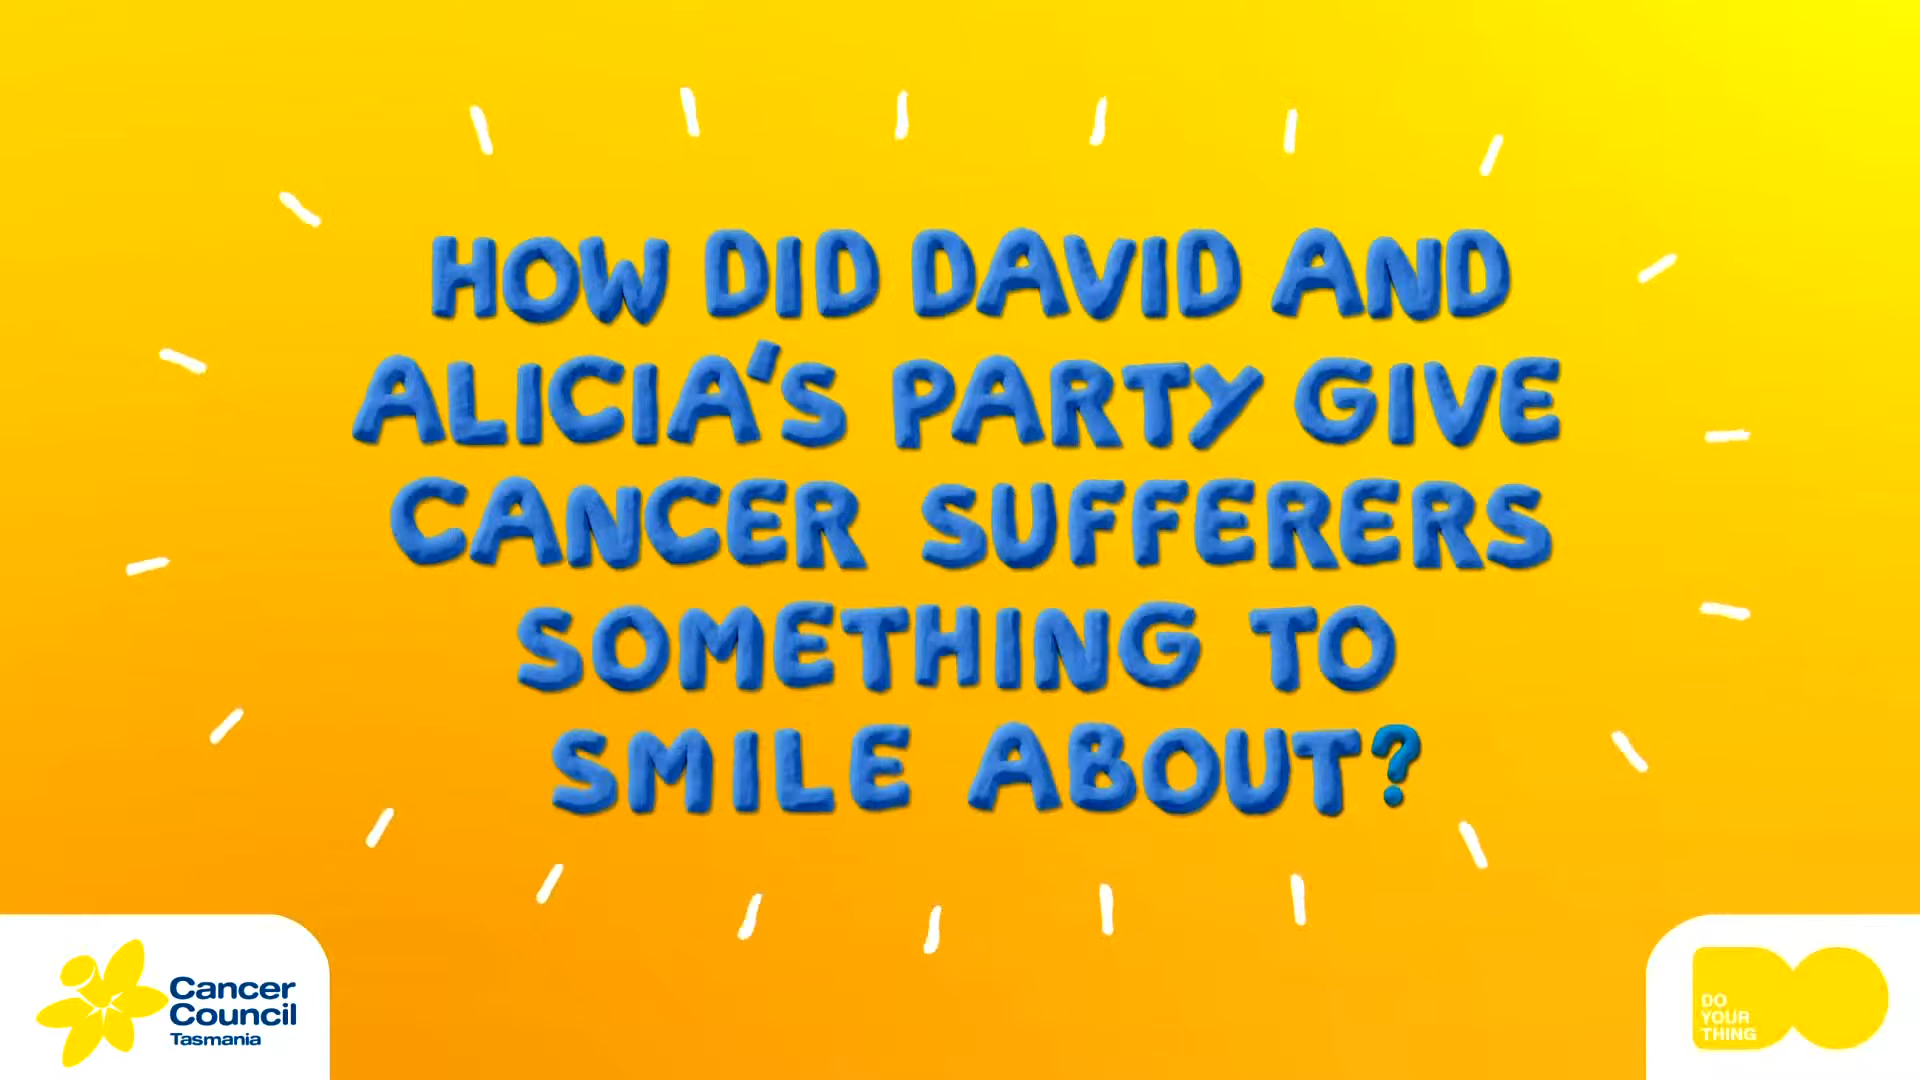 HOW DID DAVID AND
ALICIA'S PARTY GIVE
CANCER SUFFERERS
SOMETHING TO
SMILE ABOUT?
Cancer
Council
Tasmania
DO
YOUR
THING